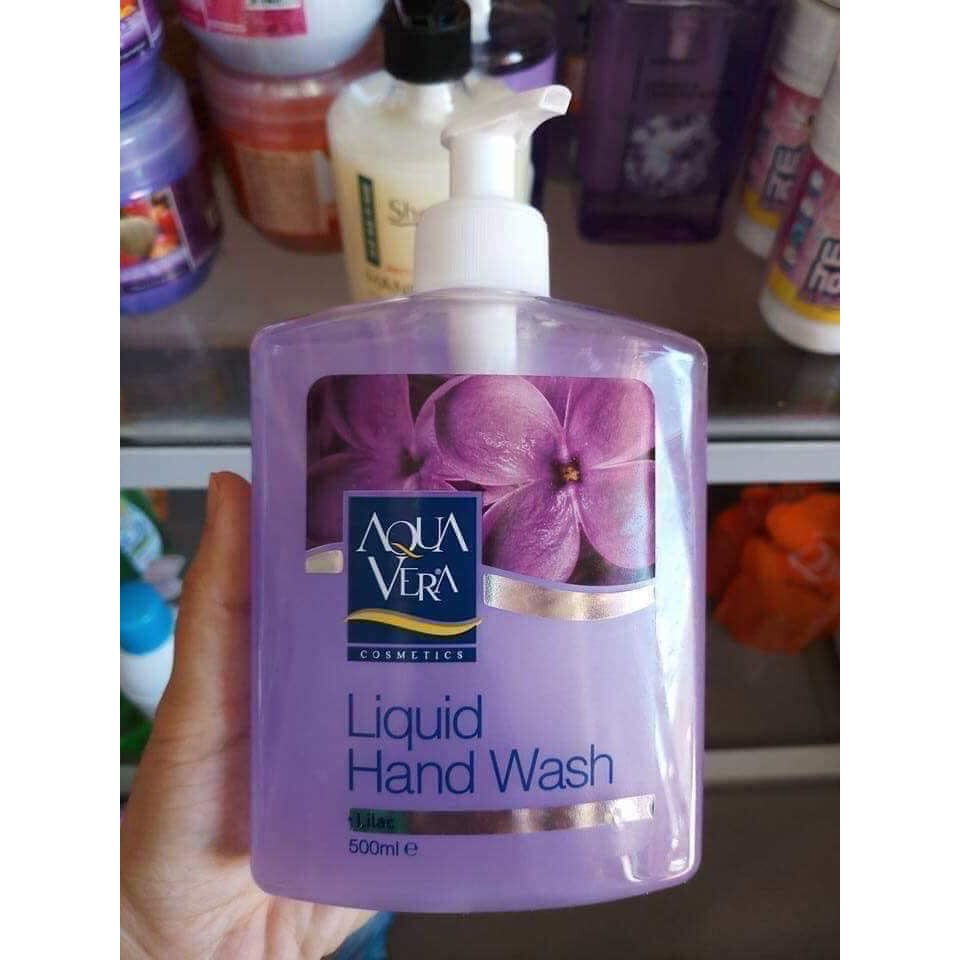 AQUA
VERA®
COSMETICS
Liquid
Hand Wash
Lilac
500ml ℮